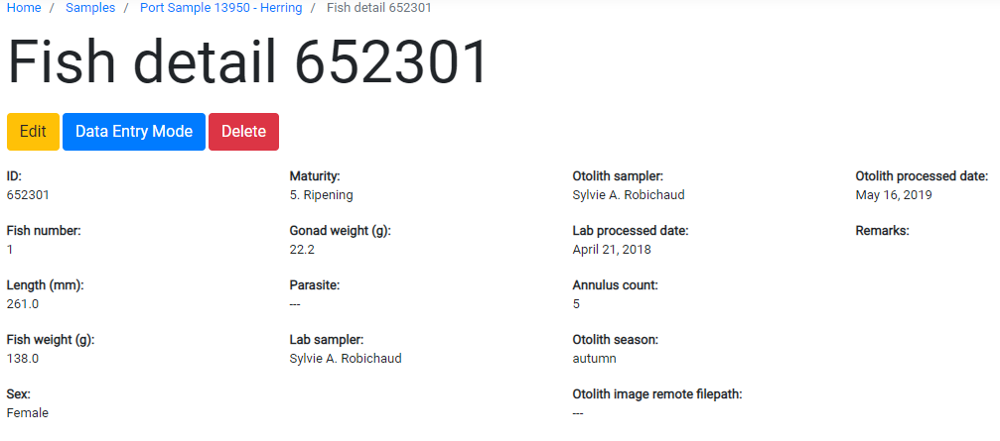 Home / Samples / Port Sample 13950 - Herring / Fish detail 652301
Fish detail 652301
Edit Data Entry Mode Delete
ID:
652301
Fish number:
1
Length (mm):
261.0
Fish weight (g):
138.0
Sex:
Female
Maturity:
5. Ripening
Gonad weight (g):
22.2
Parasite:
---
Lab sampler:
Sylvie A. Robichaud
Otolith sampler:
Sylvie A. Robichaud
Lab processed date:
April 21, 2018
Annulus count:
5
Otolith season:
autumn
Otolith image remote filepath:
---
Otolith processed date:
May 16, 2019
Remarks: